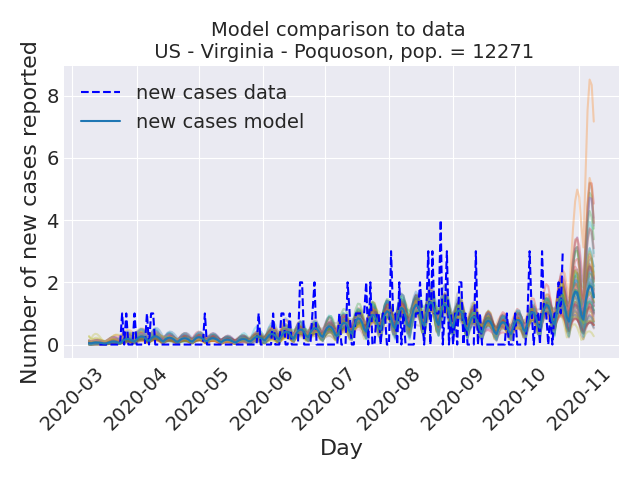 Model comparison to data
US - Virginia - Poquoson, pop. = 12271
Number of new cases reported
8
6
4
2
0
new cases data
new cases model
2020-03
2020-04
2020-05
2020-06
2020-07
2020-08
2020-09
2020-10
2020-11
Day